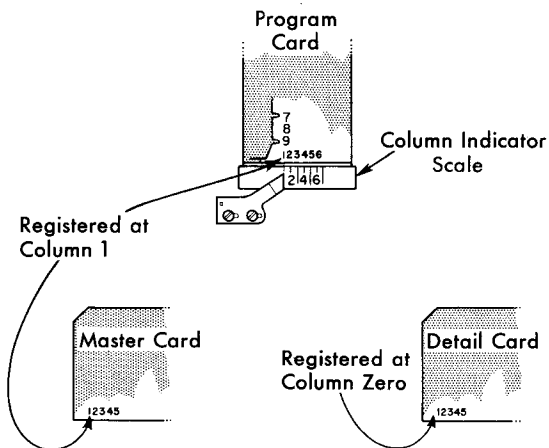 Program
Card
7
8
9
123456
2 4 6
Column Indicator
Scale
Registered at
Column 1
Master Card
12345
Registered at
Column Zero
Detail Card
12345